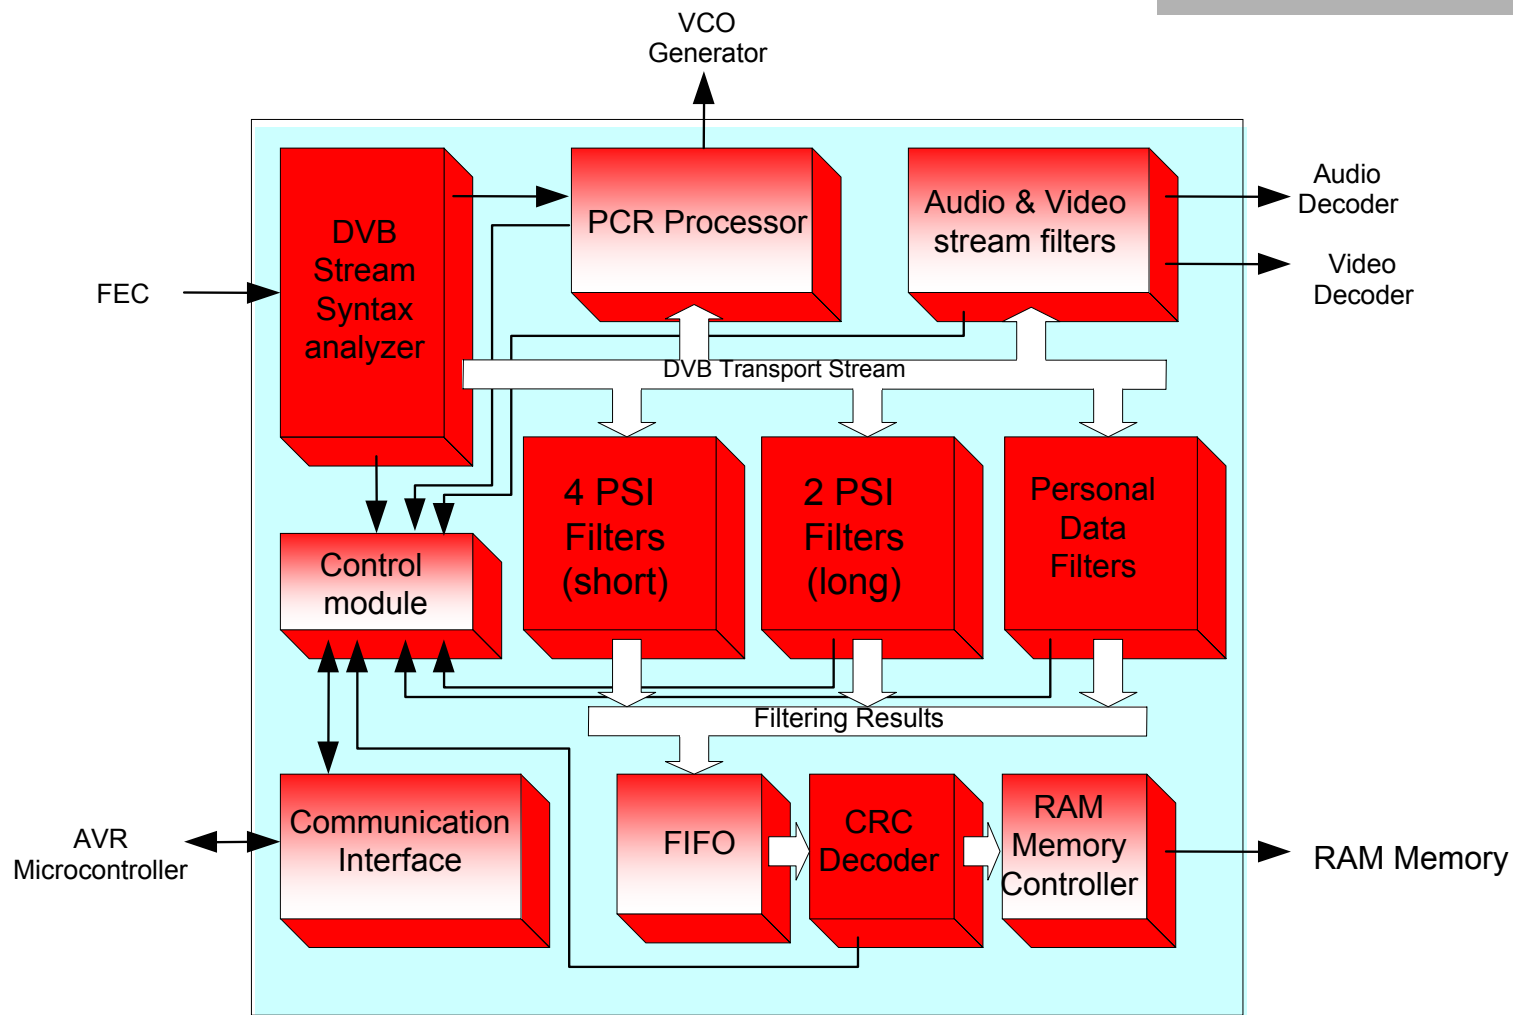 VCO
Generator
DVB
Stream
Syntax
analyzer
PCR Processor
Audio & Video
stream filters
Audio
Decoder
Video
Decoder
FEC
DVB Transport Stream
4 PSI
Filters
(short)
2 PSI
Filters
(long)
Personal
Data
Filters
Control
module
Filtering Results
Communication
Interface
FIFO
CRC
Decoder
RAM
Memory
Controller
AVR
Microcontroller
RAM Memory